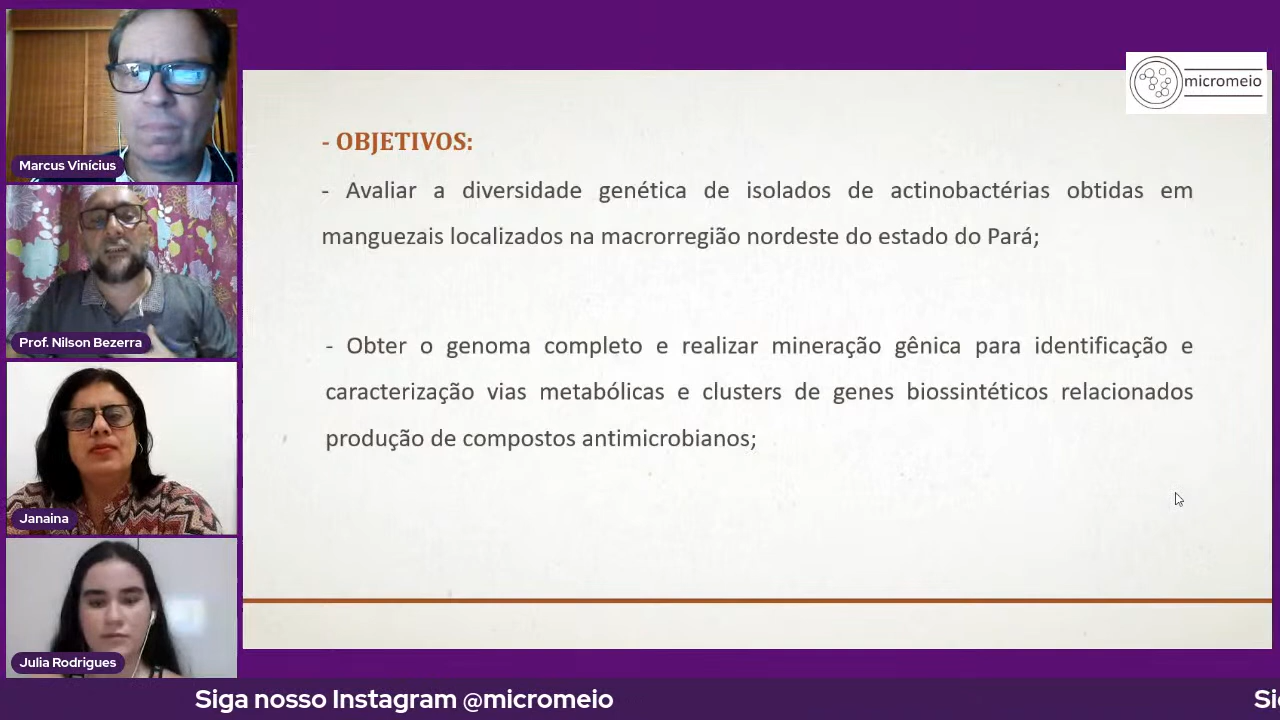 Marcus Vinícius
Prof. Nilson Bezerra
Janaina
Julia Rodrigues
micromeio
- OBJETIVOS:
- Avaliar a diversidade genética de isolados de actinobactérias obtidas em
manguezais localizados na macrorregião nordeste do estado do Pará;
- Obter o genoma completo e realizar mineração gênica para identificação e
caracterização vias metabólicas e clusters de genes biossintéticos relacionados
produção de compostos antimicrobianos;
Siga nosso Instagram @micromeio
Si